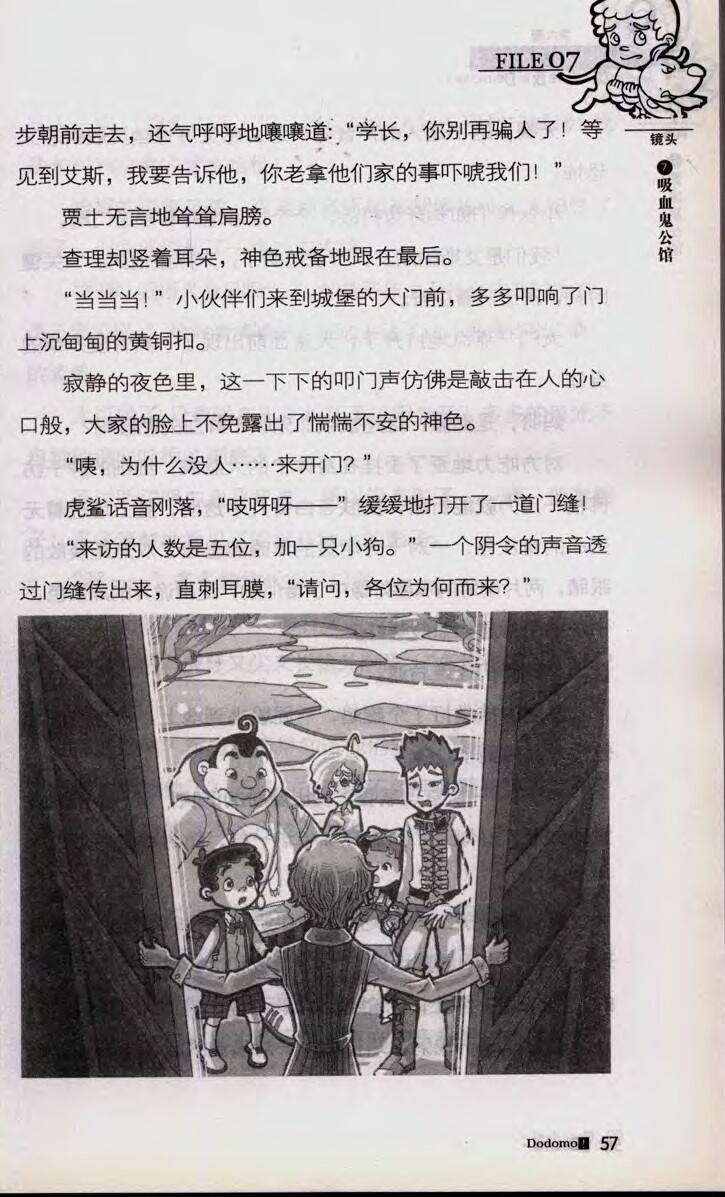 FILE 07
镜头
❼吸血鬼公馆
步朝前走去，还气呼呼地嚷嚷道：“学长，你别再骗人了！等
见到艾斯，我要告诉他，你老拿他们家的事吓唬我们！”
贾土无言地耸耸肩膀。
查理却竖着耳朵，神色戒备地跟在最后。
“当当当！”小伙伴们来到城堡的大门前，多多叩响了门
上沉甸甸的黄铜扣。
寂静的夜色里，这一下下的叩门声仿佛是敲击在人的心
口般，大家的脸上不免露出了惴惴不安的神色。
“咦，为什么没人……来开门？”
虎鲨话音刚落，“吱呀呀——”缓缓地打开了一道门缝！
“来访的人数是五位，加一只小狗。”一个阴令的声音透
过门缝传出来，直刺耳膜，“请问，各位为何而来？”
Dodomo! 57